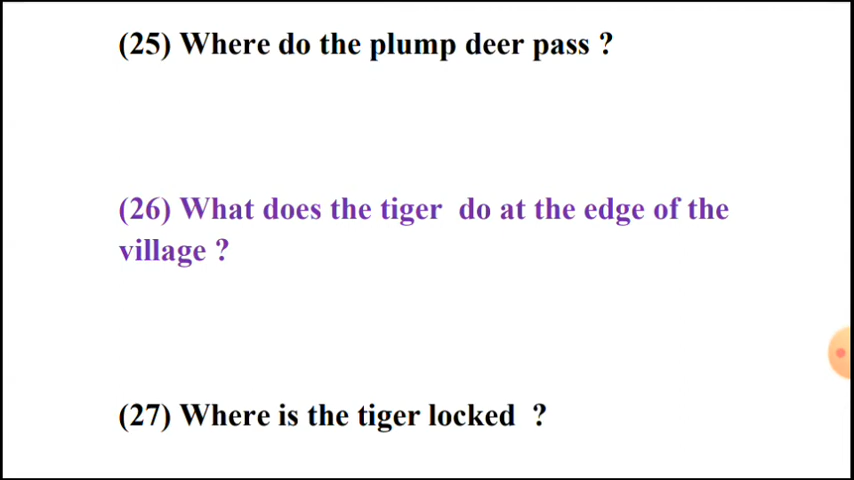 (25) Where do the plump deer pass ?
(26) What does the tiger  do at the edge of the
village ?
(27) Where is the tiger locked  ?